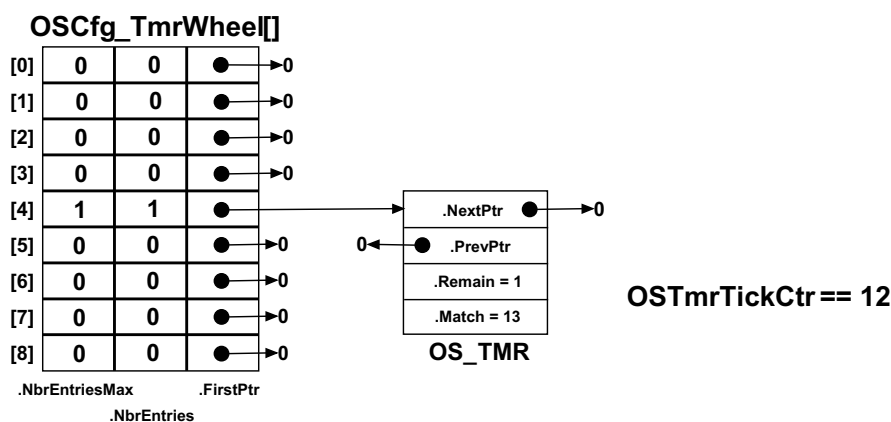 OSCfg_TmrWheel[]
[0] 0 0 0
[1] 0 0 0
[2] 0 0 0
[3] 0 0 0
[4] 1 1 .NextPtr 0
[5] 0 0 0 0 .PrevPtr
[6] 0 0 0 .Remain = 1
OSTmrTickCtr == 12
[7] 0 0 0 .Match = 13
[8] 0 0 0 OS_TMR
.NbrEntriesMax .FirstPtr
.NbrEntries